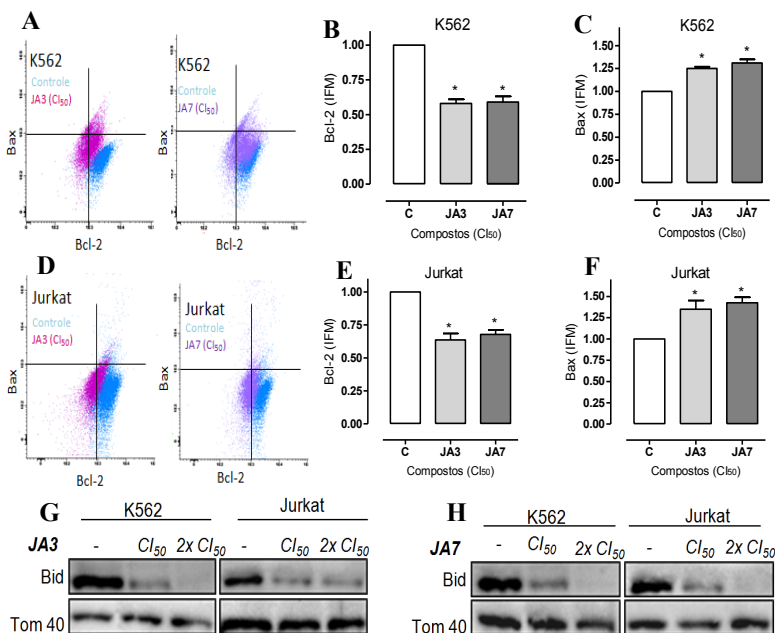 A
K562
Controle
JA3 (CI50)
Bax
K562
Controle
JA7 (CI50)
Bcl-2
B
K562
Bcl-2 (IFM)
1.00
0.75
0.50
0.25
0.00
*
*
C JA3 JA7
Compostos (CI50)
C
K562
Bax (IFM)
1.50
1.25
1.00
0.75
0.50
0.25
0.00
*
*
C JA3 JA7
Compostos (CI50)
D
Jurkat
Controle
JA3 (CI50)
Bax
Jurkat
Controle
JA7 (CI50)
Bcl-2
E
Jurkat
Bcl-2 (IFM)
1.00
0.75
0.50
0.25
0.00
*
*
C JA3 JA7
Compostos (CI50)
F
Jurkat
Bax (IFM)
1.50
1.25
1.00
0.75
0.50
0.25
0.00
*
*
C JA3 JA7
Compostos (CI50)
G
K562 Jurkat
JA3 - CI50 2x CI50 - CI50 2x CI50
Bid
Tom 40
H
K562 Jurkat
JA7 - CI50 2x CI50 - CI50 2x CI50
Bid
Tom 40